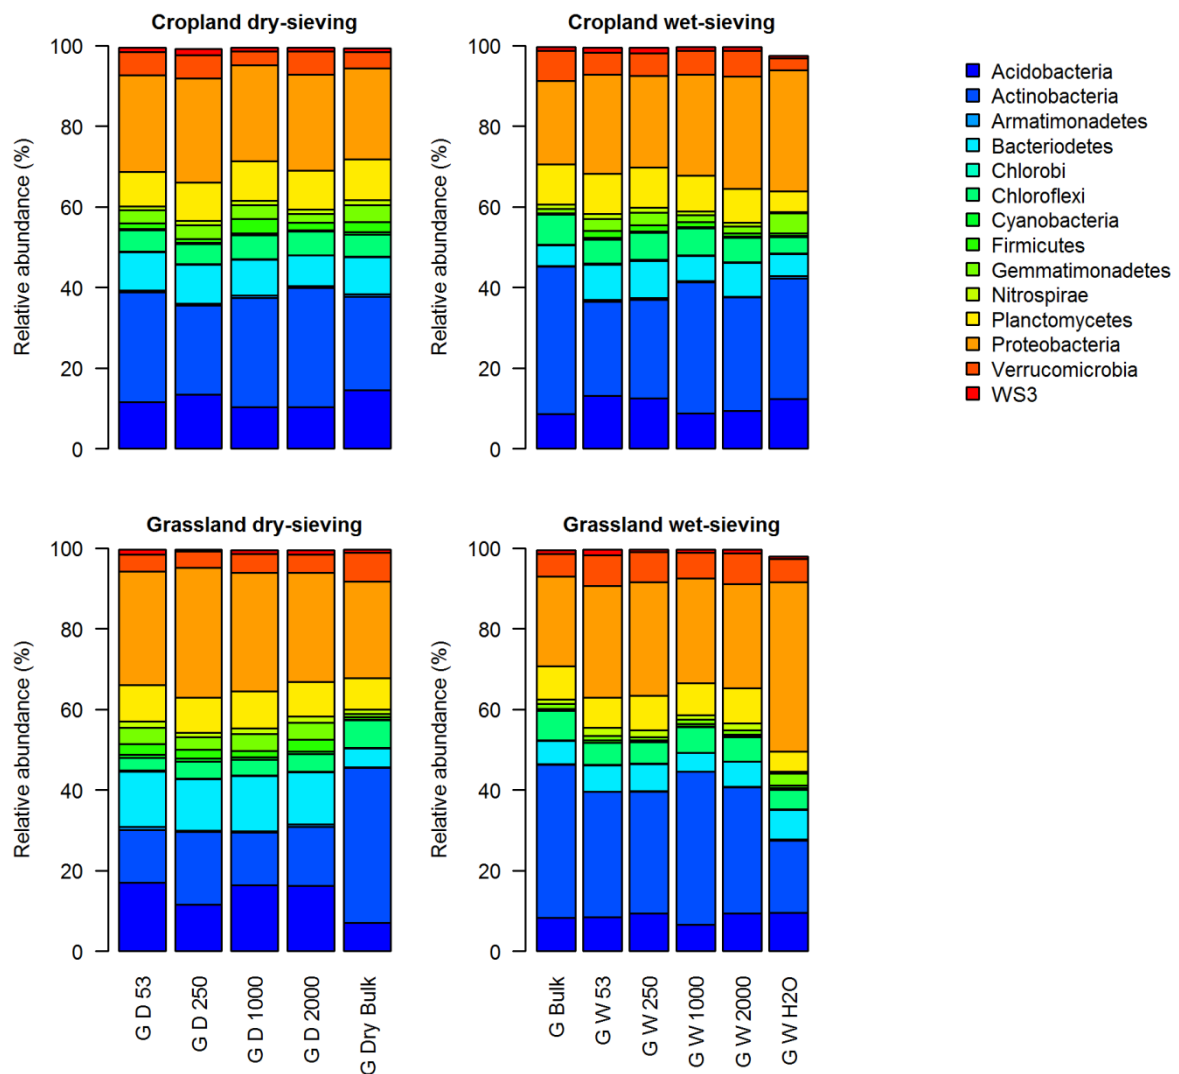 Cropland dry-sieving
Relative abundance (%)
100
80
60
40
20
0
Cropland wet-sieving
Relative abundance (%)
100
80
60
40
20
0
Acidobacteria
Actinobacteria
Armatimonadetes
Bacteriodetes
Chlorobi
Chloroflexi
Cyanobacteria
Firmicutes
Gemmatimonadetes
Nitrospirae
Planctomycetes
Proteobacteria
Verrucomicrobia
WS3
Grassland dry-sieving
Relative abundance (%)
100
80
60
40
20
0
G D 53
G D 250
G D 1000
G D 2000
G Dry Bulk
Grassland wet-sieving
Relative abundance (%)
100
80
60
40
20
0
G Bulk
G W 53
G W 250
G W 1000
G W 2000
G W H2O